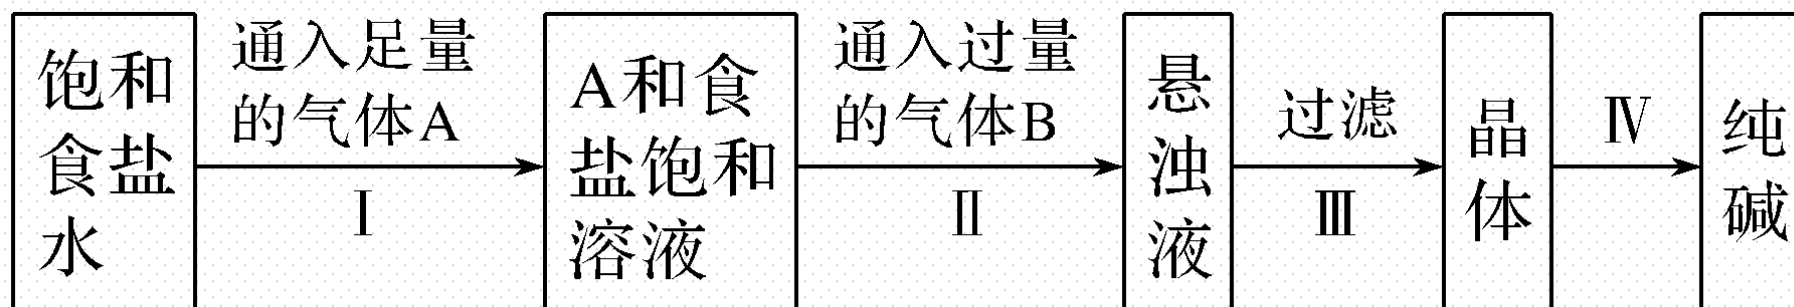 饱和
食盐
水
通入足量
的气体A
Ⅰ
A和食
盐饱和
溶液
通入过量
的气体B
Ⅱ
悬
浊
液
过滤
Ⅲ
晶
体
Ⅳ
纯
碱